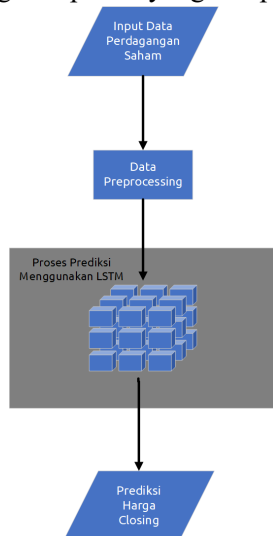 Input Data
Perdagangan
Saham
Data
Preprocessing
Proses Prediksi
Menggunakan LSTM
Prediksi
Harga
Closing